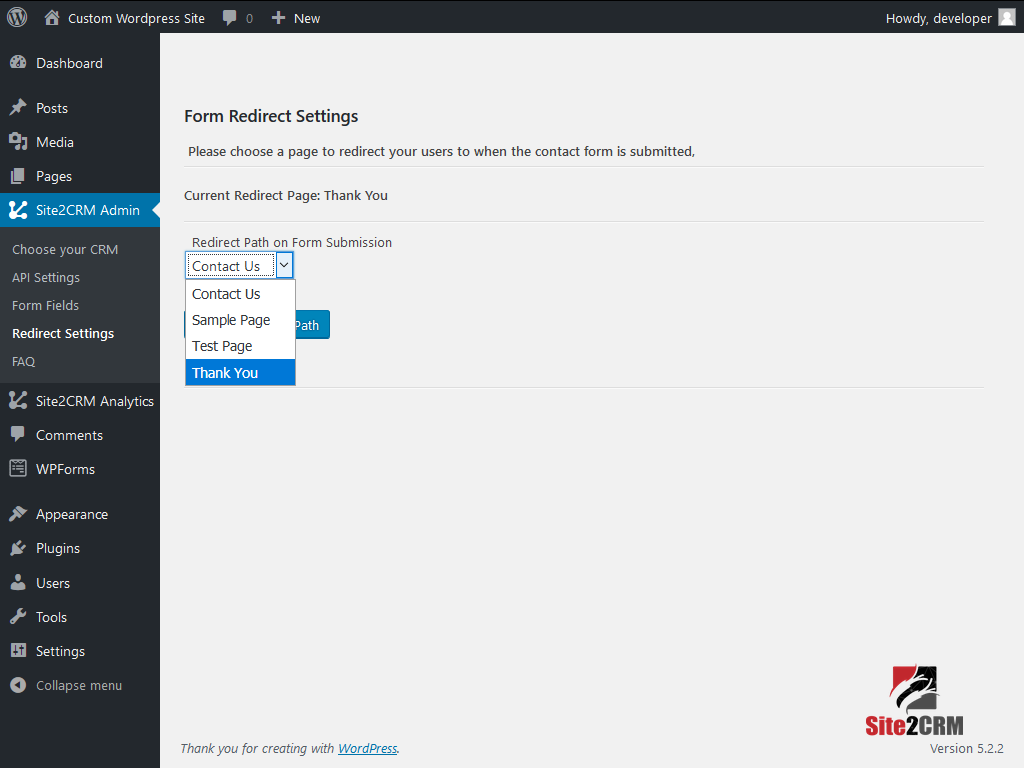 Custom Wordpress Site 0 New Howdy, developer
Dashboard
Posts
Media
Pages
Site2CRM Admin
Choose your CRM
API Settings
Form Fields
Redirect Settings
FAQ
Site2CRM Analytics
Comments
WPForms
Appearance
Plugins
Users
Tools
Settings
Collapse menu
Form Redirect Settings
Please choose a page to redirect your users to when the contact form is submitted,
Current Redirect Page: Thank You
Redirect Path on Form Submission
Contact Us
Contact Us
Sample Page
Path
Test Page
Thank You
Site2CRM
Thank you for creating with WordPress.
Version 5.2.2